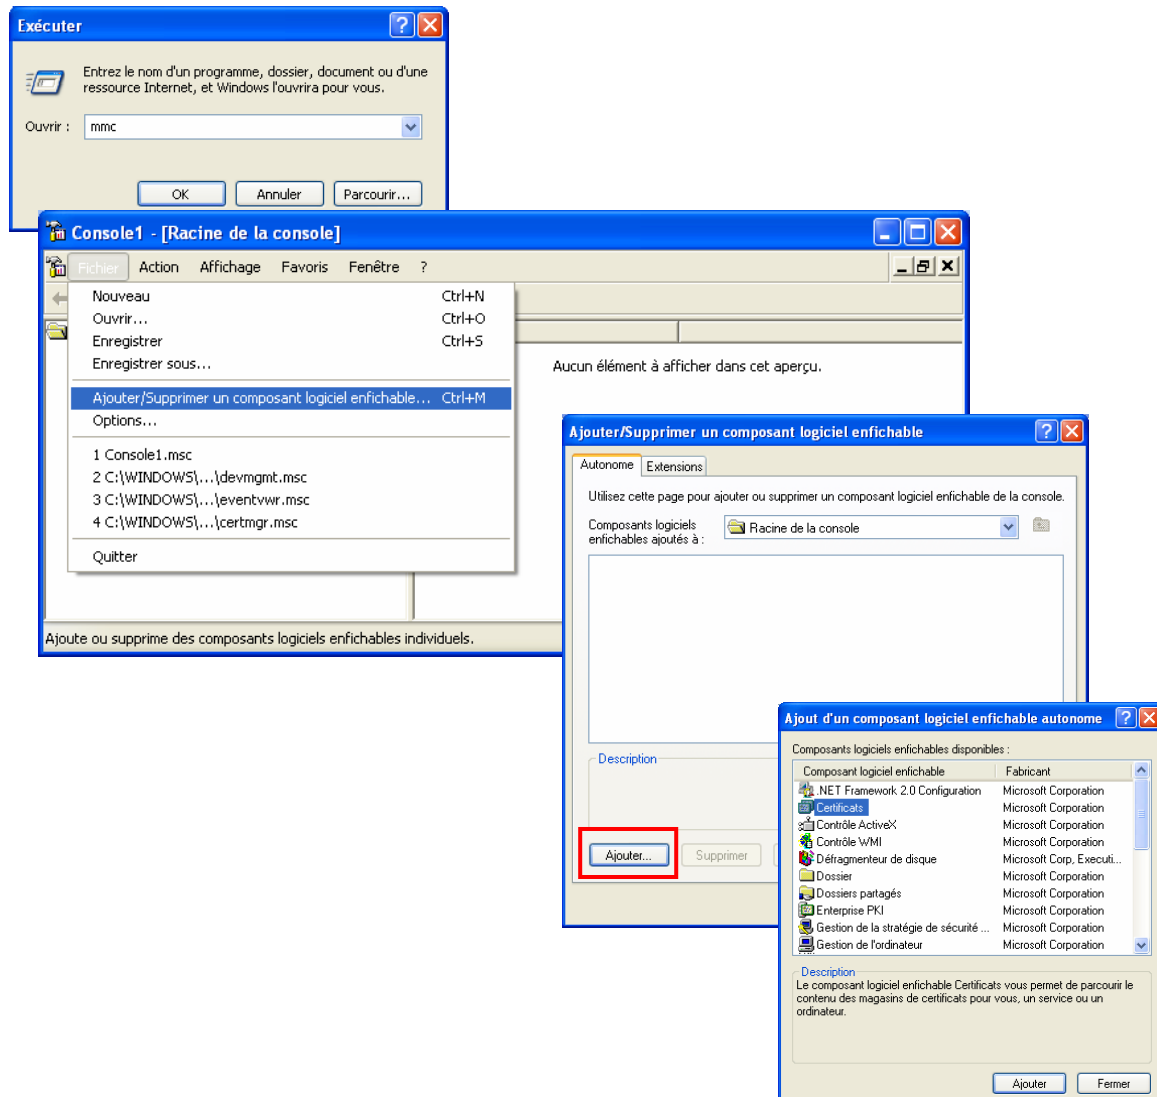 Exécuter
Entrez le nom d'un programme, dossier, document ou d'une
ressource Internet, et Windows l'ouvrira pour vous.
Ouvrir : mmc
OK Annuler Parcourir...
Console1 - [Racine de la console]
Fichier Action Affichage Favoris Fenêtre ?
Nouveau Ctrl+N
Ouvrir... Ctrl+O
Enregistrer Ctrl+S
Enregistrer sous...
Ajouter/Supprimer un composant logiciel enfichable... Ctrl+M
Options...
1 Console1.msc
2 C:\WINDOWS\...\devmgmt.msc
3 C:\WINDOWS\...\eventvwr.msc
4 C:\WINDOWS\...\certmgr.msc
Quitter
Aucun élément à afficher dans cet aperçu.
Ajoute ou supprime des composants logiciels enfichables individuels.
Ajouter/Supprimer un composant logiciel enfichable
Autonome Extensions
Utilisez cette page pour ajouter ou supprimer un composant logiciel enfichable de la console.
Composants logiciels
enfichables ajoutés à :
Racine de la console
Description
Ajouter... Supprimer
Ajout d'un composant logiciel enfichable autonome
Composants logiciels enfichables disponibles :
Composant logiciel enfichable Fabricant
.NET Framework 2.0 Configuration Microsoft Corporation
Certificats Microsoft Corporation
Contrôle ActiveX Microsoft Corporation
Contrôle WMI Microsoft Corporation
Défragmenteur de disque Microsoft Corp, Executi...
Dossier Microsoft Corporation
Dossiers partagés Microsoft Corporation
Enterprise PKI Microsoft Corporation
Gestion de la stratégie de sécurité ... Microsoft Corporation
Gestion de l'ordinateur Microsoft Corporation
Description
Le composant logiciel enfichable Certificats vous permet de parcourir le
contenu des magasins de certificats pour vous, un service ou un
ordinateur.
Ajouter Fermer